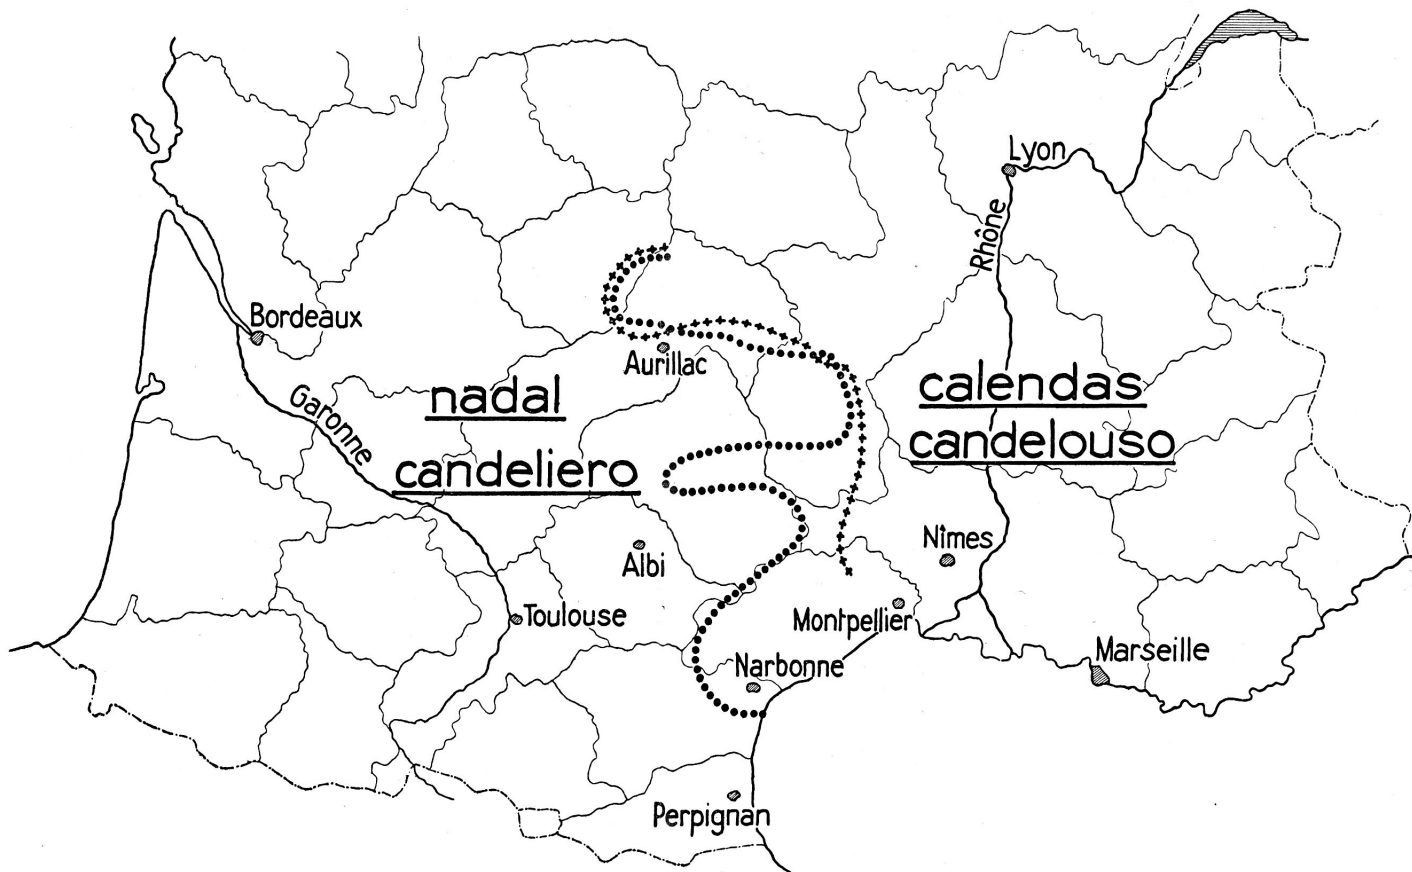 Lyon
Rhône
Bordeaux
Aurillac
nadal
calendas
Garonne
candeliero
candelouso
Albi
Nîmes
Toulouse
Montpellier
Narbonne
Marseille
Perpignan